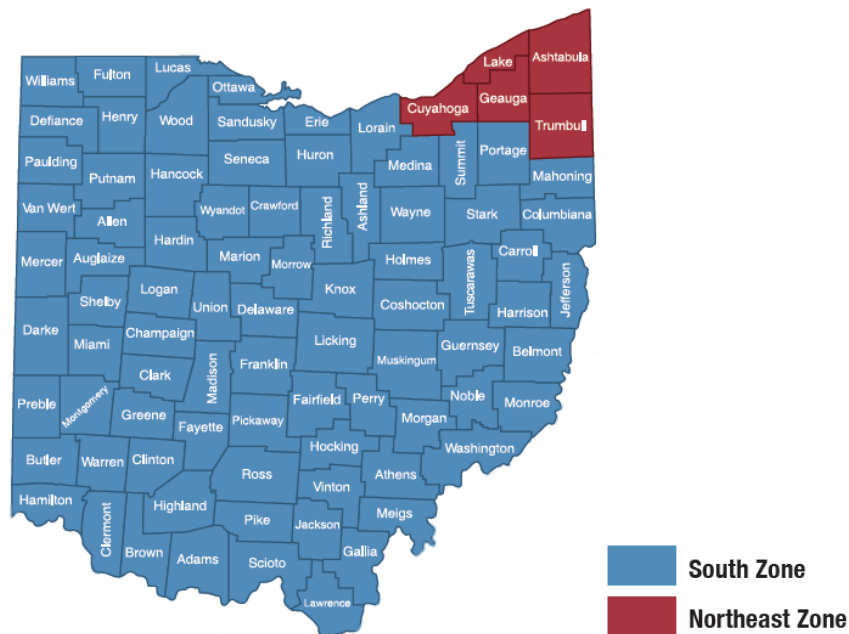 Lake
Ashtabula
Geauga
Cuyahoga
Trumbull
Williams
Fulton
Lucas
Ottawa
Defiance
Henry
Wood
Sandusky
Erie
Lorain
Paulding
Putnam
Hancock
Seneca
Huron
Medina
Summit
Portage
Mahoning
Van Wert
Allen
Wyandot
Crawford
Richland
Ashland
Wayne
Stark
Columbiana
Mercer
Auglaize
Hardin
Marion
Morrow
Holmes
Tuscarawas
Carroll
Jefferson
Shelby
Logan
Union
Delaware
Knox
Coshocton
Harrison
Darke
Miami
Champaign
Clark
Madison
Franklin
Licking
Muskingum
Guernsey
Belmont
Preble
Montgomery
Greene
Fayette
Pickaway
Fairfield
Perry
Morgan
Noble
Monroe
Butler
Warren
Clinton
Ross
Hocking
Athens
Washington
Hamilton
Clermont
Brown
Highland
Pike
Vinton
Jackson
Meigs
Adams
Scioto
Gallia
Lawrence
South Zone
Northeast Zone